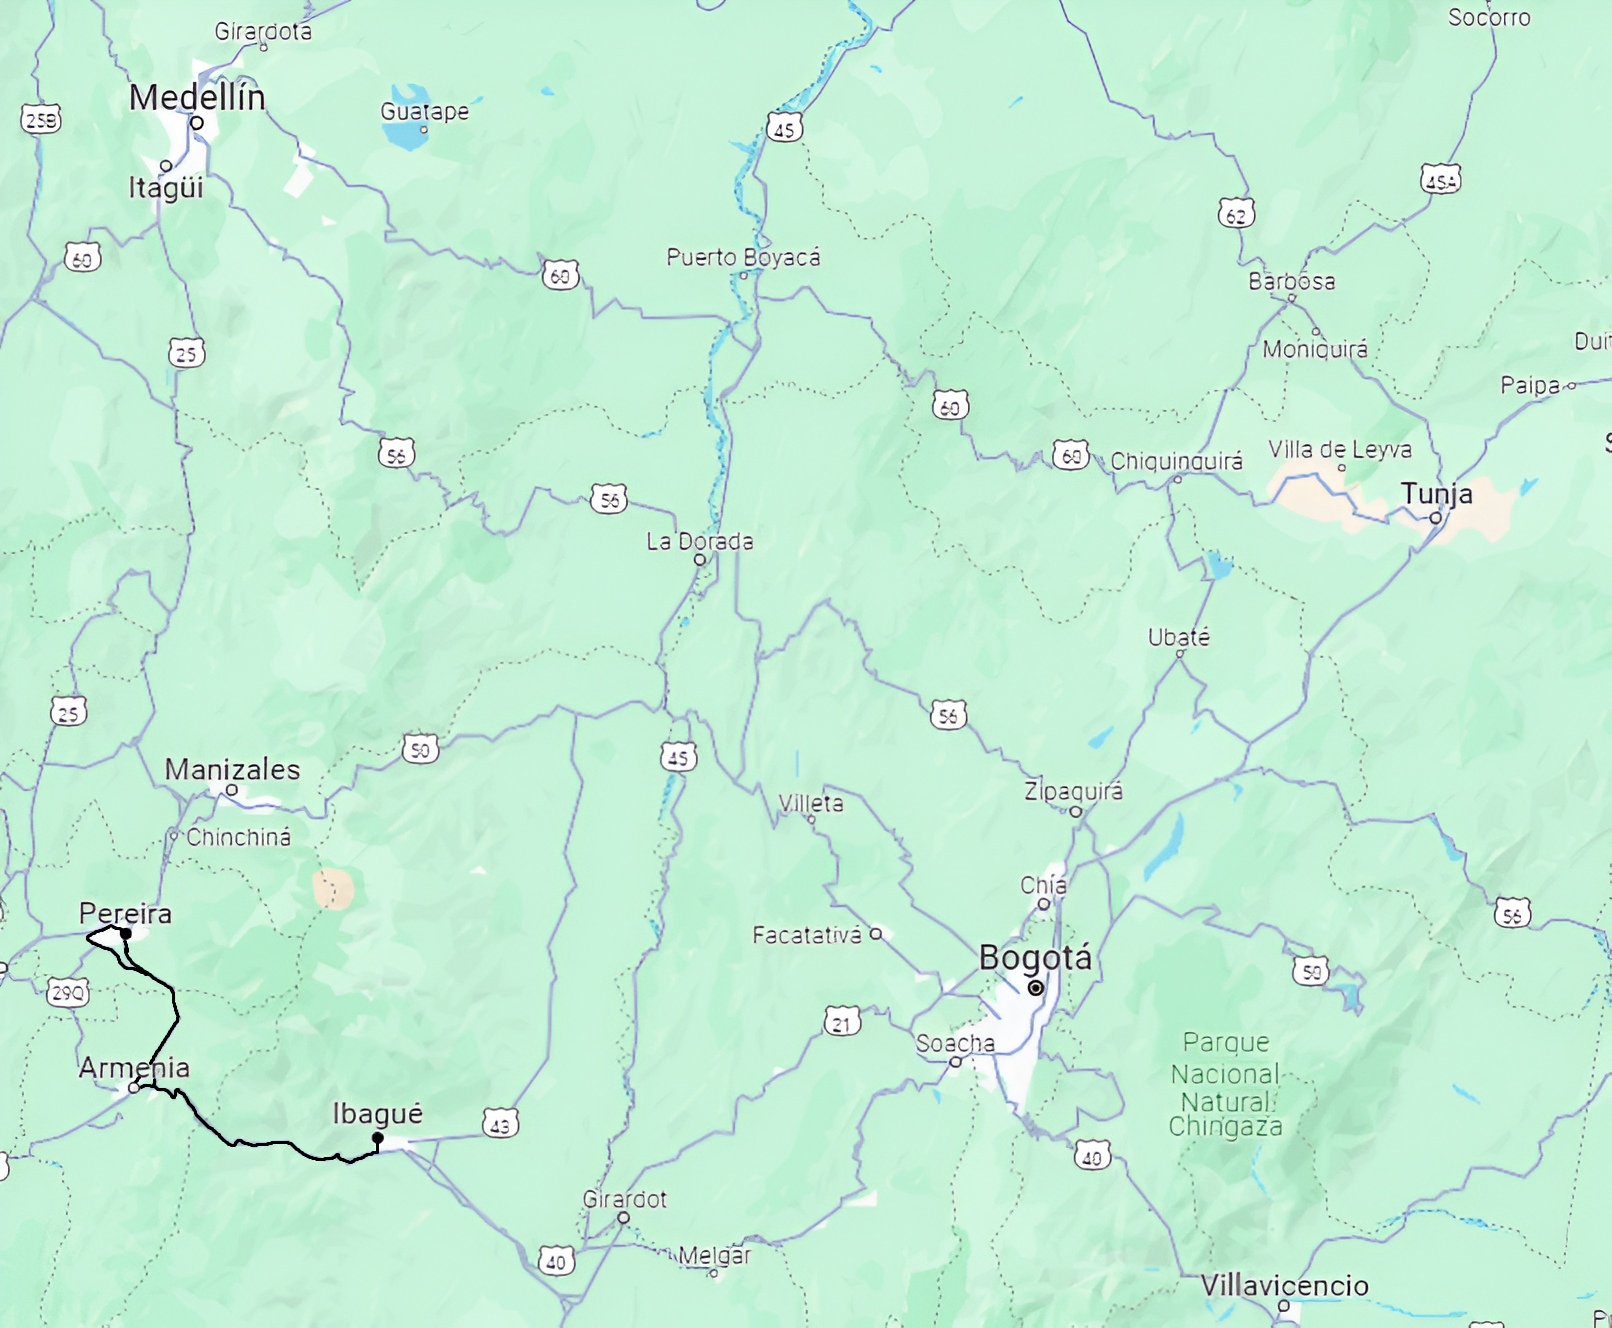 Girardota
Socorro
Medellín
Guatape
25B
45
Itagüi
45A
62
60
Puerto Boyacá
60
Barbosa
25
Moniquirá
Paipa
60
56
60
Chiquinquirá
Villa de Leyva
Tunja
56
La Dorada
Ubaté
25
56
50
45
Manizales
Zipaquirá
Villeta
Chinchiná
Chía
Pereira
56
Facatativá
Bogotá
50
29Q
21
Soacha
Parque
Nacional
Natural
Chingaza
Armenia
Ibagué
43
40
Girardot
Melgar
40
Villavicencio